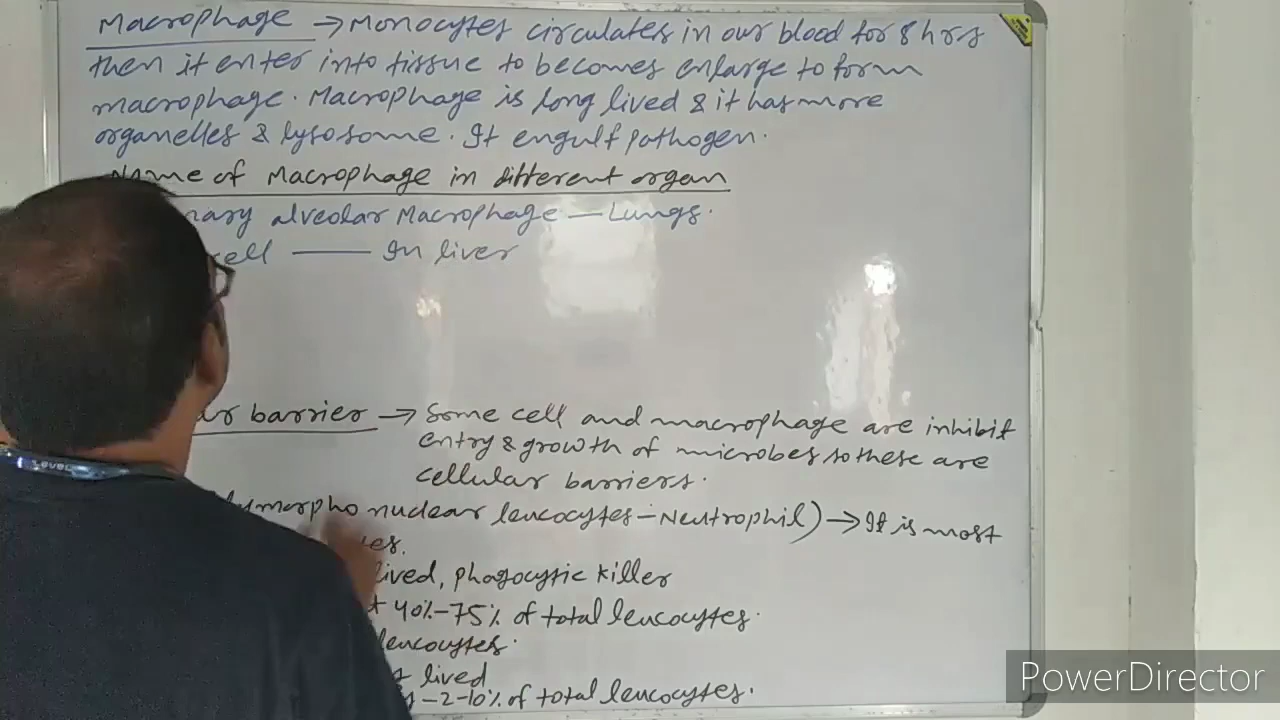 Macrophage → Monocytes circulates in our blood for 8 hrs
then it enter into tissue to becomes enlarge to form
macrophage. Macrophage is long lived & it has more
organelles & lysosome. It engulf pathogen.
Name of Macrophage in different organ
alveolar Macrophage — Lungs.
cell — In liver
barrier → Some cell and macrophage are inhibit
entry & growth of microbes so these are
cellular barriers.
nuclear leucocytes - Neutrophil) → It is most
lived, phagocytic killer
40%-75% of total leucocytes.
leucocytes.
lived
-2-10% of total leucocytes.
PowerDirector